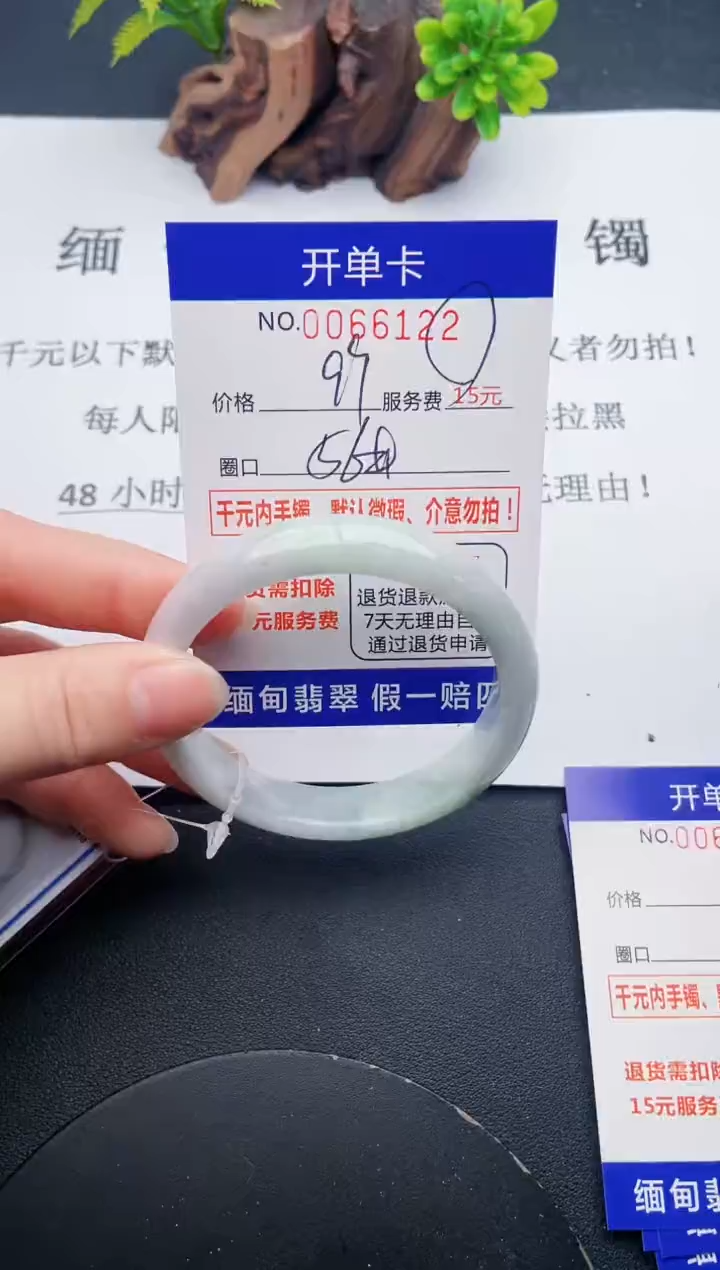 缅
镯
开单卡
NO.0066122
千元以下默
者勿拍！
价格 97 服务费 15元
每人限
拉黑
圈口 56
48 小时
理由！
千元内手镯、默认微瑕、介意勿拍！
货需扣除
元服务费
退货退款
7天无理由自
通过退货申请
缅甸翡翠 假一赔四
开单
NO.006
价格
圈口
千元内手镯、
退货需扣除
15元服务
缅甸翡